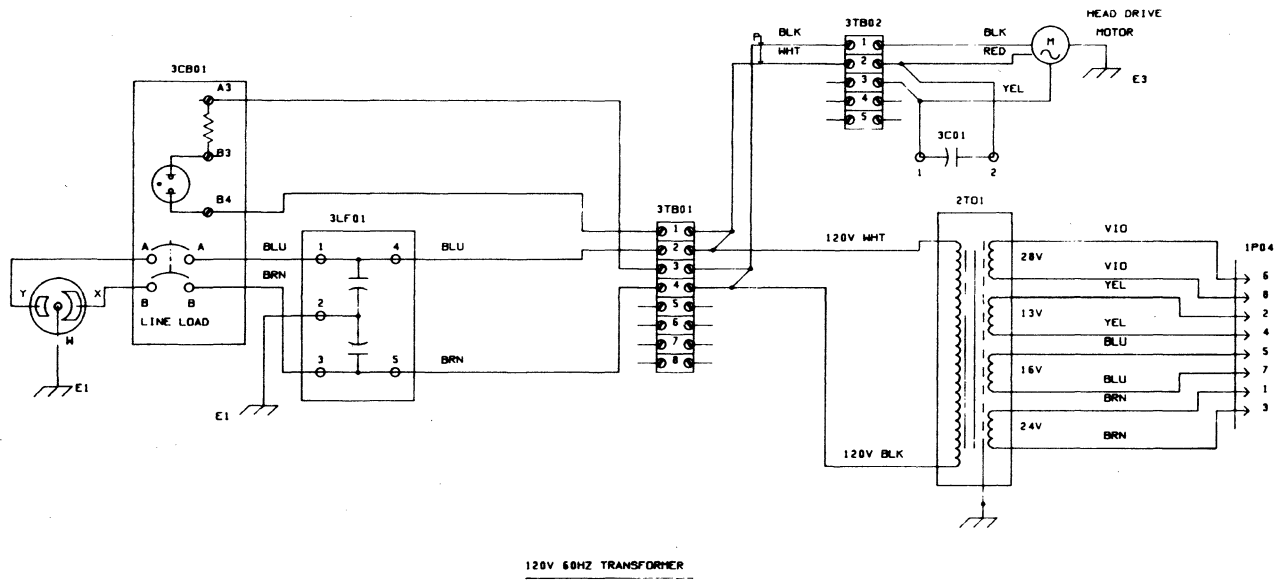 HEAD DRIVE
MOTOR
3TB02
P
BLK
WHT
1
2
3
4
5
BLK
RED
YEL
M
E3
3C01
1 2
3CB01
A3
B3
B4
A A
B B
LINE LOAD
Y X
W
E1
3LF01
BLU
BRN
1 4
2
3 5
E1
BLU
BRN
3TB01
1
2
3
4
5
6
7
8
120V WHT
120V BLK
2T01
28V
13V
16V
24V
VIO
VIO
YEL
YEL
BLU
BLU
BRN
BRN
1P04
6
8
2
4
5
7
1
3
120V 60HZ TRANSFORMER